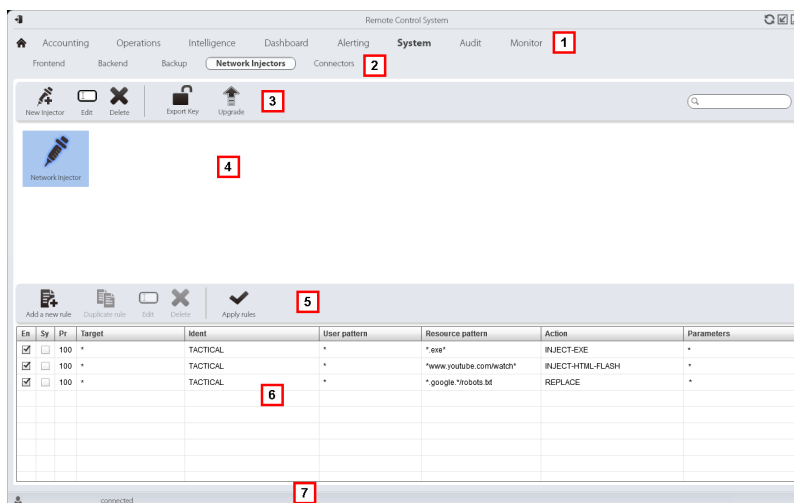 Remote Control System
Accounting Operations Intelligence Dashboard Alerting System Audit Monitor 1
Frontend Backend Backup Network Injectors Connectors 2
New Injector Edit Delete Export Key Upgrade 3
4
Network Injector
5
Add a new rule Duplicate rule Edit Delete Apply rules
En Sy Pr Target Ident User pattern Resource pattern Action Parameters
100 * TACTICAL * *.exe* INJECT-EXE *
100 * TACTICAL * *www.youtube.com/watch* INJECT-HTML-FLASH *
100 * TACTICAL * *.google.*/robots.txt REPLACE *
6
7
connected